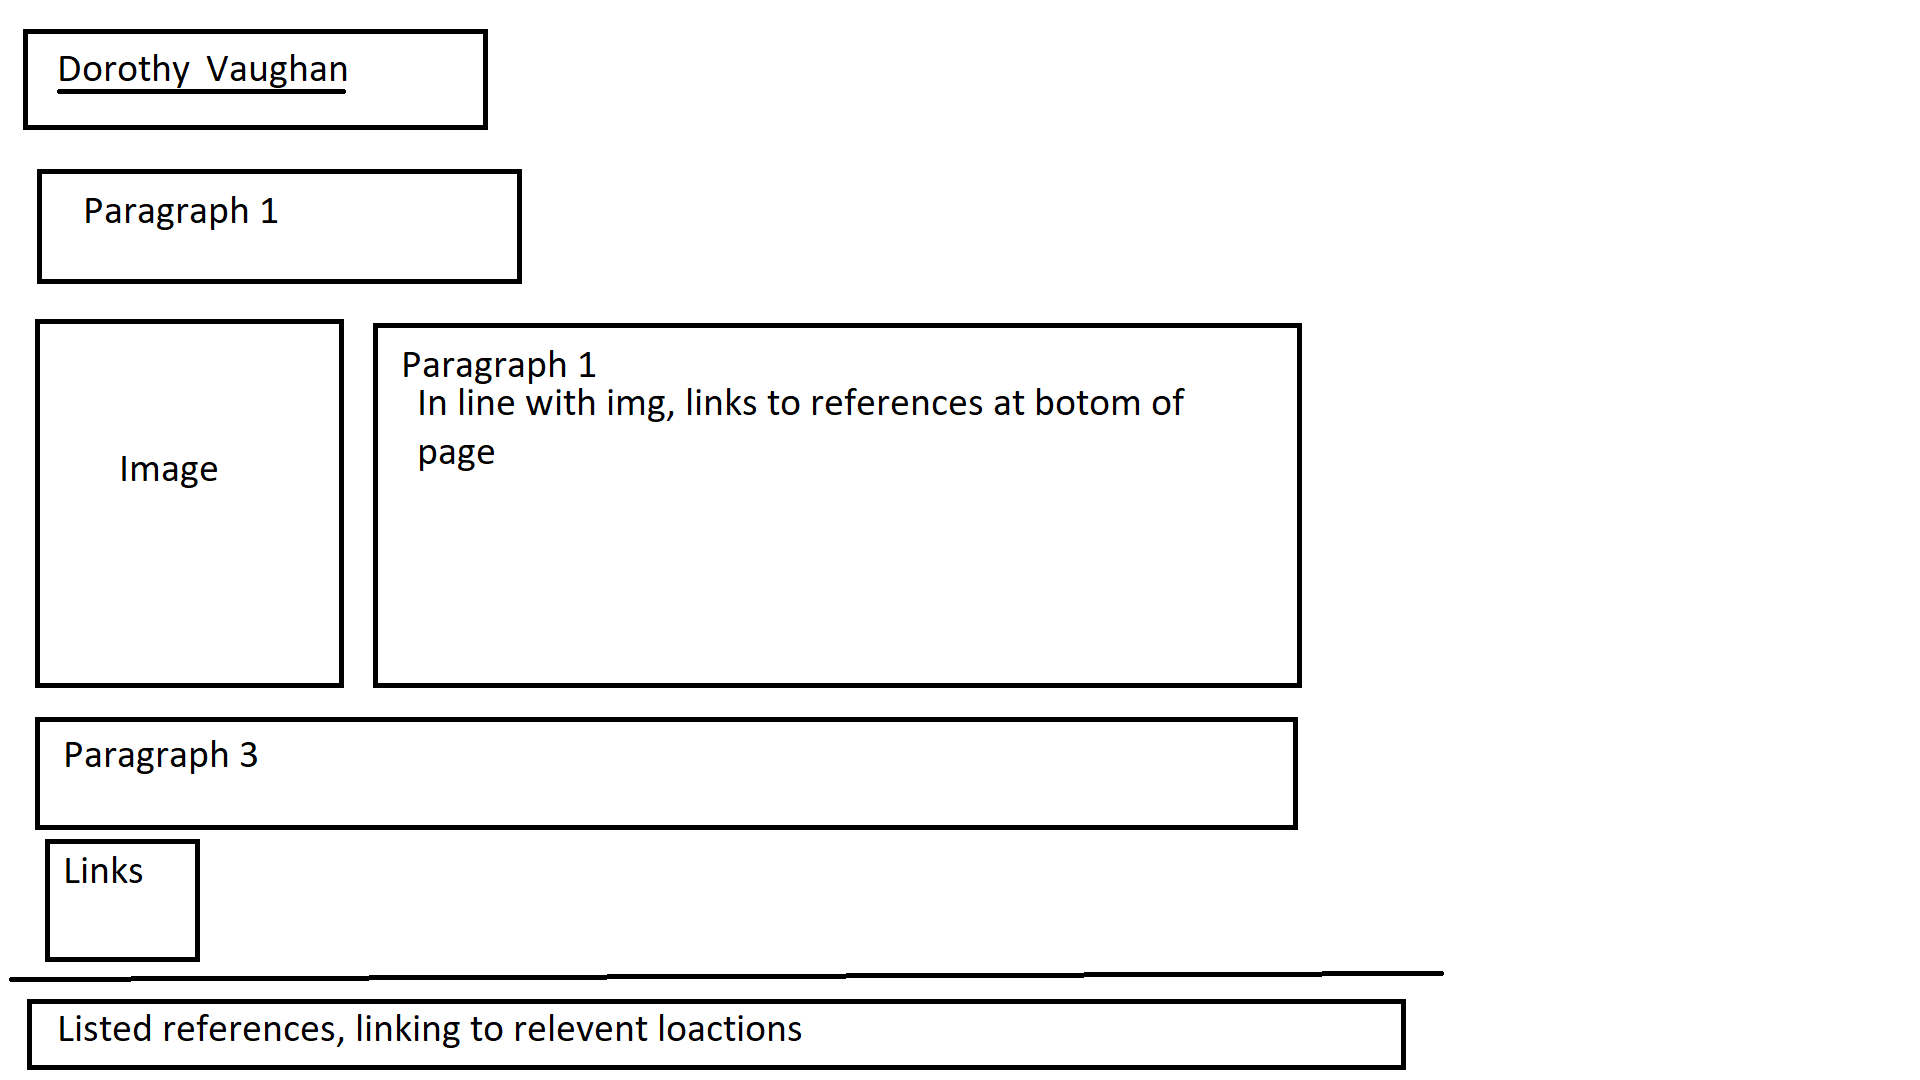 Dorothy Vaughan
Paragraph 1
Image
Paragraph 1
In line with img, links to references at botom of
page
Paragraph 3
Links
Listed references, linking to relevent loactions